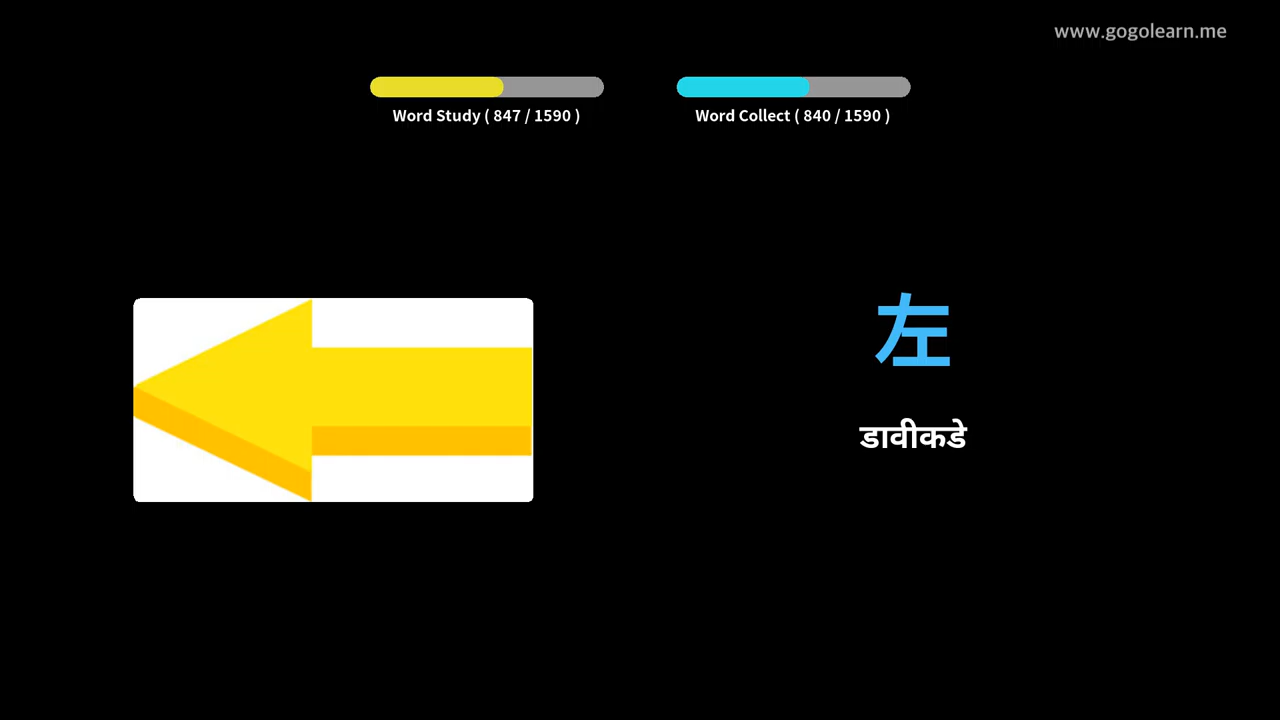 www.gogolearn.me
Word Study ( 847 / 1590 )
Word Collect ( 840 / 1590 )
左
डावीकडे